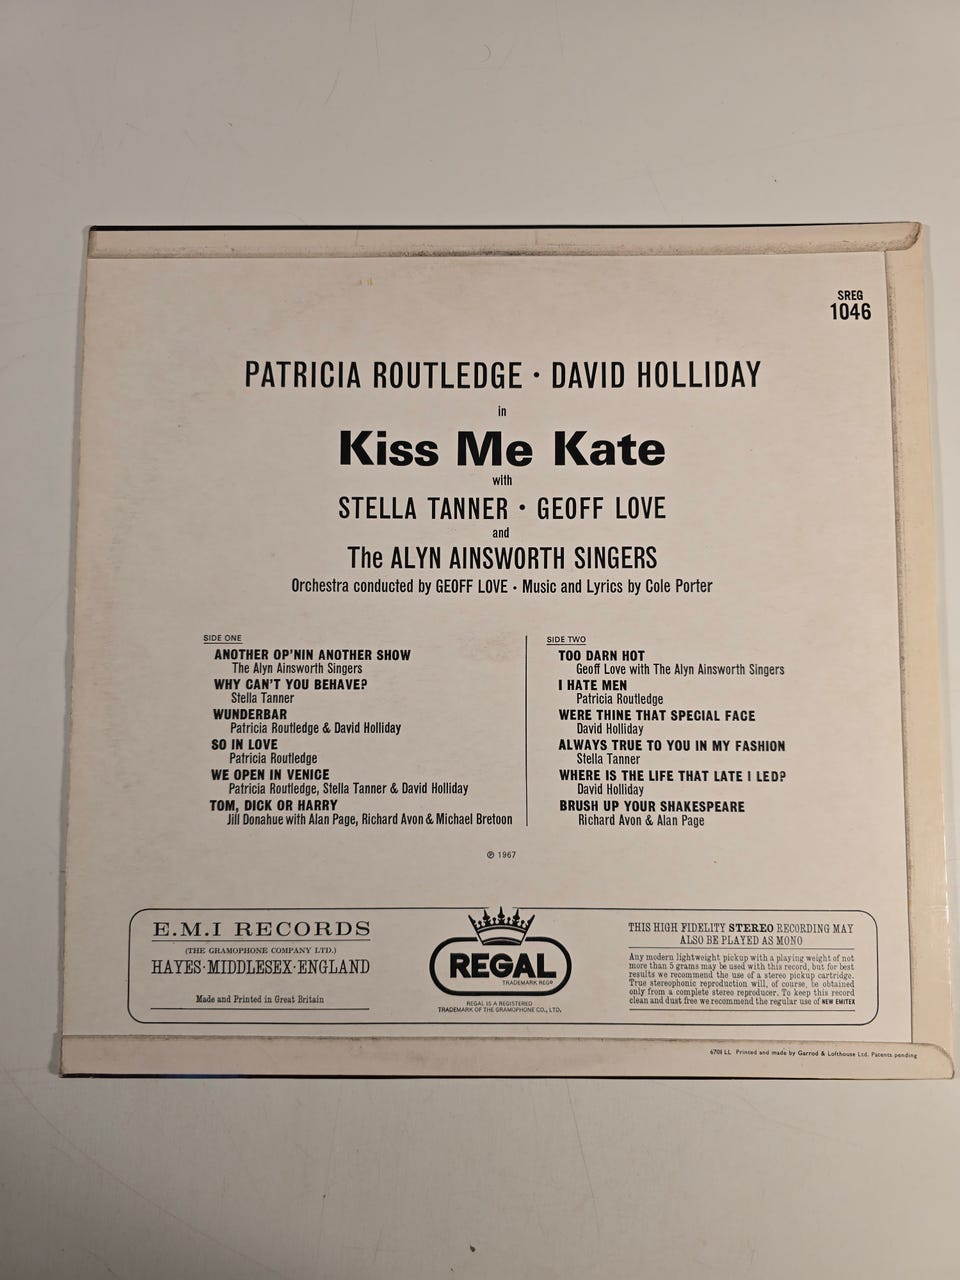 SREG
1046
PATRICIA ROUTLEDGE · DAVID HOLLIDAY
in
Kiss Me Kate
with
STELLA TANNER · GEOFF LOVE
and
The ALYN AINSWORTH SINGERS
Orchestra conducted by GEOFF LOVE · Music and Lyrics by Cole Porter
SIDE ONE
ANOTHER OP'NIN ANOTHER SHOW
The Alyn Ainsworth Singers
WHY CAN'T YOU BEHAVE?
Stella Tanner
WUNDERBAR
Patricia Routledge & David Holliday
SO IN LOVE
Patricia Routledge
WE OPEN IN VENICE
Patricia Routledge, Stella Tanner & David Holliday
TOM, DICK OR HARRY
Jill Donahue with Alan Page, Richard Avon & Michael Bretoon
SIDE TWO
TOO DARN HOT
Geoff Love with The Alyn Ainsworth Singers
I HATE MEN
Patricia Routledge
WERE THINE THAT SPECIAL FACE
David Holliday
ALWAYS TRUE TO YOU IN MY FASHION
Stella Tanner
WHERE IS THE LIFE THAT LATE I LED?
David Holliday
BRUSH UP YOUR SHAKESPEARE
Richard Avon & Alan Page
℗ 1967
E.M.I RECORDS
(THE GRAMOPHONE COMPANY LTD.)
HAYES·MIDDLESEX·ENGLAND
Made and Printed in Great Britain
REGAL
TRADEMARK REGD
REGAL IS A REGISTERED
TRADEMARK OF THE GRAMOPHONE CO., LTD.
THIS HIGH FIDELITY STEREO RECORDING MAY
ALSO BE PLAYED AS MONO
Any modern lightweight pickup with a playing weight of not
more than 5 grams may be used with this record, but for best
results we recommend the use of a stereo pickup cartridge.
True stereophonic reproduction will, of course, be obtained
only from a complete stereo reproducer. To keep this record
clean and dust free we recommend the regular use of NEW EMITEX
6708 LL Printed and made by Garrod & Lofthouse Ltd. Patents pending